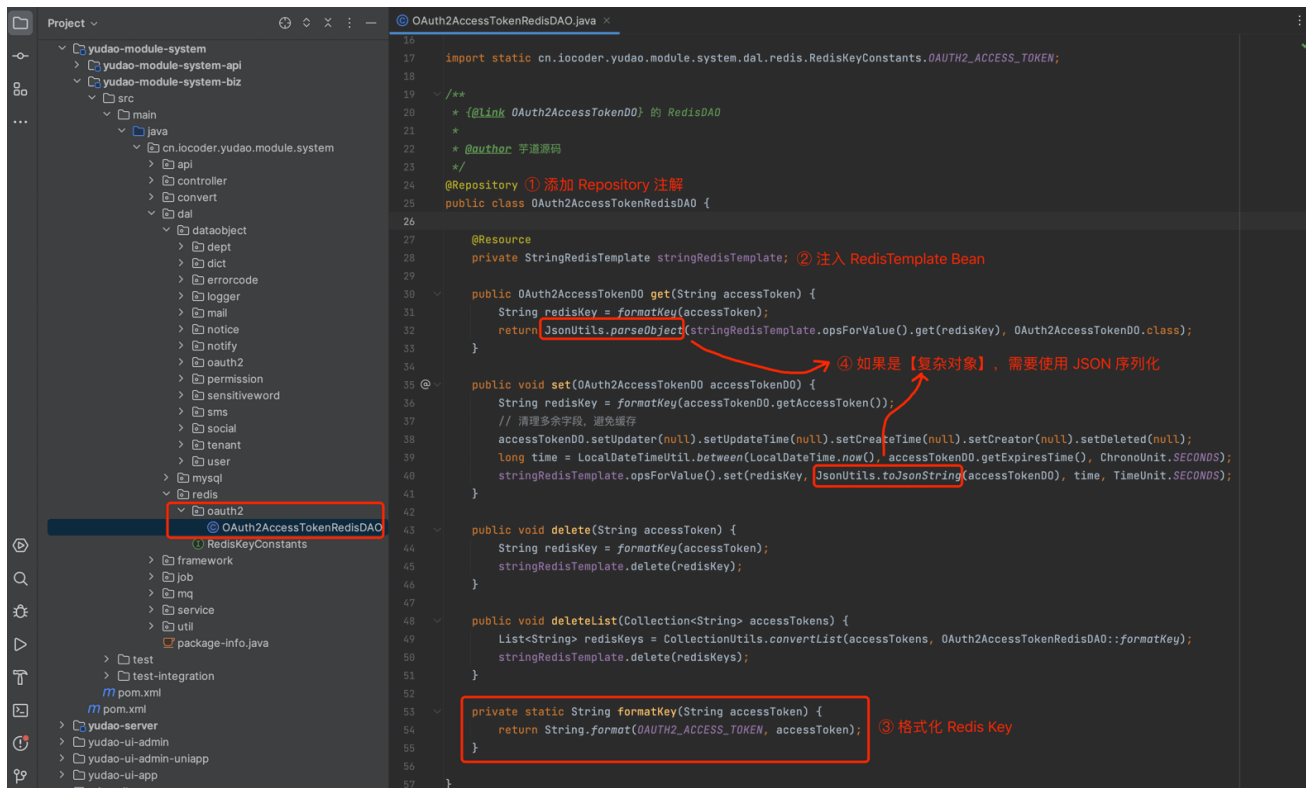 Project
yudao-module-system
yudao-module-system-api
yudao-module-system-biz
src
main
java
cn.iocoder.yudao.module.system
api
controller
convert
dal
dataobject
dept
dict
errorcode
logger
mail
notice
notify
oauth2
permission
sensitiveword
sms
social
tenant
user
mysql
redis
oauth2
OAuth2AccessTokenRedisDAO
RedisKeyConstants
framework
job
mq
service
util
package-info.java
test
test-integration
pom.xml
pom.xml
yudao-server
yudao-ui-admin
yudao-ui-admin-uniapp
yudao-ui-app
OAuth2AccessTokenRedisDAO.java
16
17 import static cn.iocoder.yudao.module.system.dal.redis.RedisKeyConstants.OAUTH2_ACCESS_TOKEN;
18
19 /**
20 * {@link OAuth2AccessTokenDO} 的 RedisDAO
21 *
22 * @author 芋道源码
23 */
24 @Repository ① 添加 Repository 注解
25 public class OAuth2AccessTokenRedisDAO {
26
27 @Resource
28 private StringRedisTemplate stringRedisTemplate; ② 注入 RedisTemplate Bean
29
30 public OAuth2AccessTokenDO get(String accessToken) {
31 String redisKey = formatKey(accessToken);
32 return JsonUtils.parseObject(stringRedisTemplate.opsForValue().get(redisKey), OAuth2AccessTokenDO.class);
33 }
34 ④ 如果是【复杂对象】，需要使用 JSON 序列化
35 @ public void set(OAuth2AccessTokenDO accessTokenDO) {
36 String redisKey = formatKey(accessTokenDO.getAccessToken());
37 // 清理多余字段，避免缓存
38 accessTokenDO.setUpdater(null).setUpdateTime(null).setCreateTime(null).setCreator(null).setDeleted(null);
39 long time = LocalDateTimeUtil.between(LocalDateTime.now(), accessTokenDO.getExpiresTime(), ChronoUnit.SECONDS);
40 stringRedisTemplate.opsForValue().set(redisKey, JsonUtils.toJsonString(accessTokenDO), time, TimeUnit.SECONDS);
41 }
42
43 public void delete(String accessToken) {
44 String redisKey = formatKey(accessToken);
45 stringRedisTemplate.delete(redisKey);
46 }
47
48 public void deleteList(Collection<String> accessTokens) {
49 List<String> redisKeys = CollectionUtils.convertList(accessTokens, OAuth2AccessTokenRedisDAO::formatKey);
50 stringRedisTemplate.delete(redisKeys);
51 }
52
53 private static String formatKey(String accessToken) {
54 return String.format(OAUTH2_ACCESS_TOKEN, accessToken); ③ 格式化 Redis Key
55 }
56
57 }